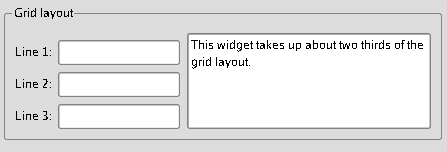 Grid layout
Line 1:
Line 2:
Line 3:
This widget takes up about two thirds of the
grid layout.